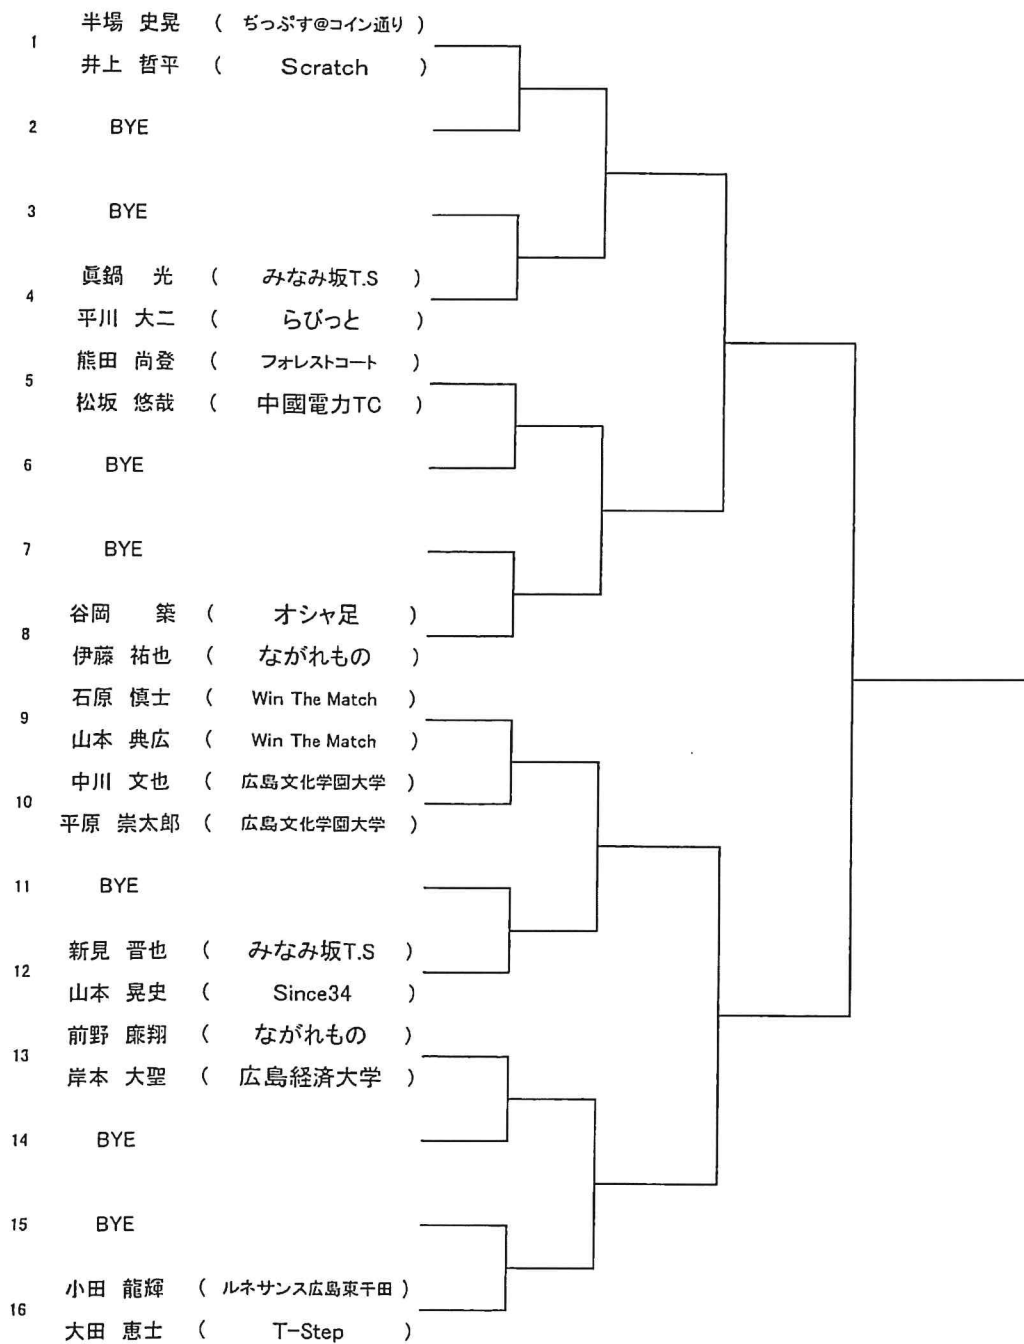 半場 史晃 ( ぢっぷす@コイン通り )
1
井上 哲平 ( Scratch )
2 BYE
3 BYE
眞鍋 光 ( みなみ坂T.S )
4
平川 大二 ( らびっと )
熊田 尚登 ( フォレストコート )
5
松坂 悠哉 ( 中國電力TC )
6 BYE
7 BYE
谷岡 築 ( オシャ足 )
8
伊藤 祐也 ( ながれもの )
石原 慎士 ( Win The Match )
9
山本 典広 ( Win The Match )
中川 文也 ( 広島文化学園大学 )
10
平原 崇太郎 ( 広島文化学園大学 )
11 BYE
新見 晋也 ( みなみ坂T.S )
12
山本 晃史 ( Since34 )
前野 廉翔 ( ながれもの )
13
岸本 大聖 ( 広島経済大学 )
14 BYE
15 BYE
小田 龍輝 ( ルネサンス広島東千田 )
16
大田 恵士 ( T-Step )